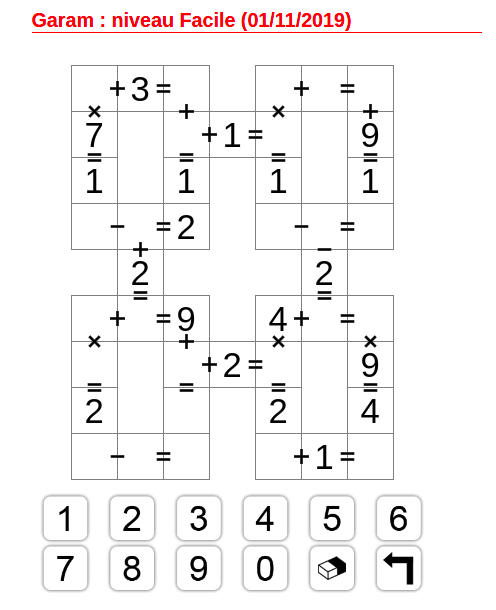 Garam : niveau Facile (01/11/2019)
+ 3 = + =
× + × +
7 + 1 = 9
= = = =
1 1 1 1
− = 2 − =
+ −
2 2
= =
+ = 9 4 + =
× + × ×
+ 2 = 9
= = = =
2 2 4
− = + 1 =
1 2 3 4 5 6
7 8 9 0